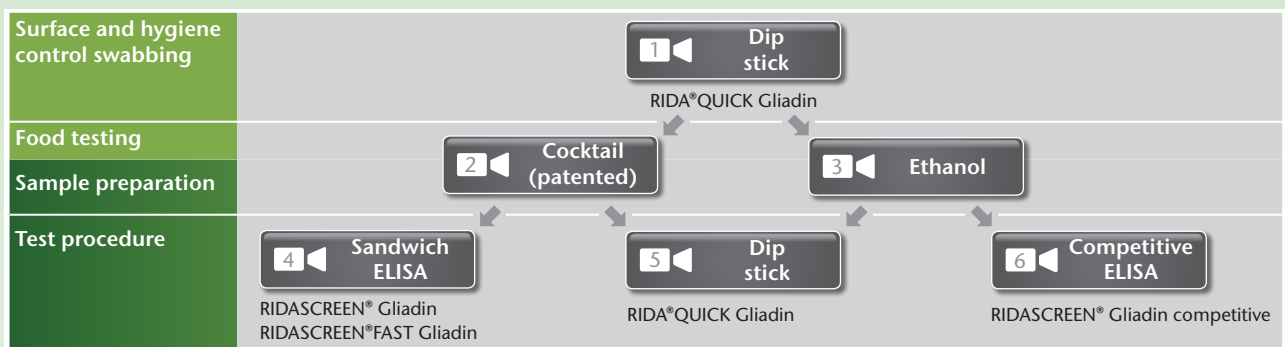 Surface and hygiene
control swabbing
1
Dip
stick
RIDA®QUICK Gliadin
Food testing
Sample preparation
2
Cocktail
(patented)
3
Ethanol
Test procedure
4
Sandwich
ELISA
RIDASCREEN® Gliadin
RIDASCREEN®FAST Gliadin
5
Dip
stick
RIDA®QUICK Gliadin
6
Competitive
ELISA
RIDASCREEN® Gliadin competitive